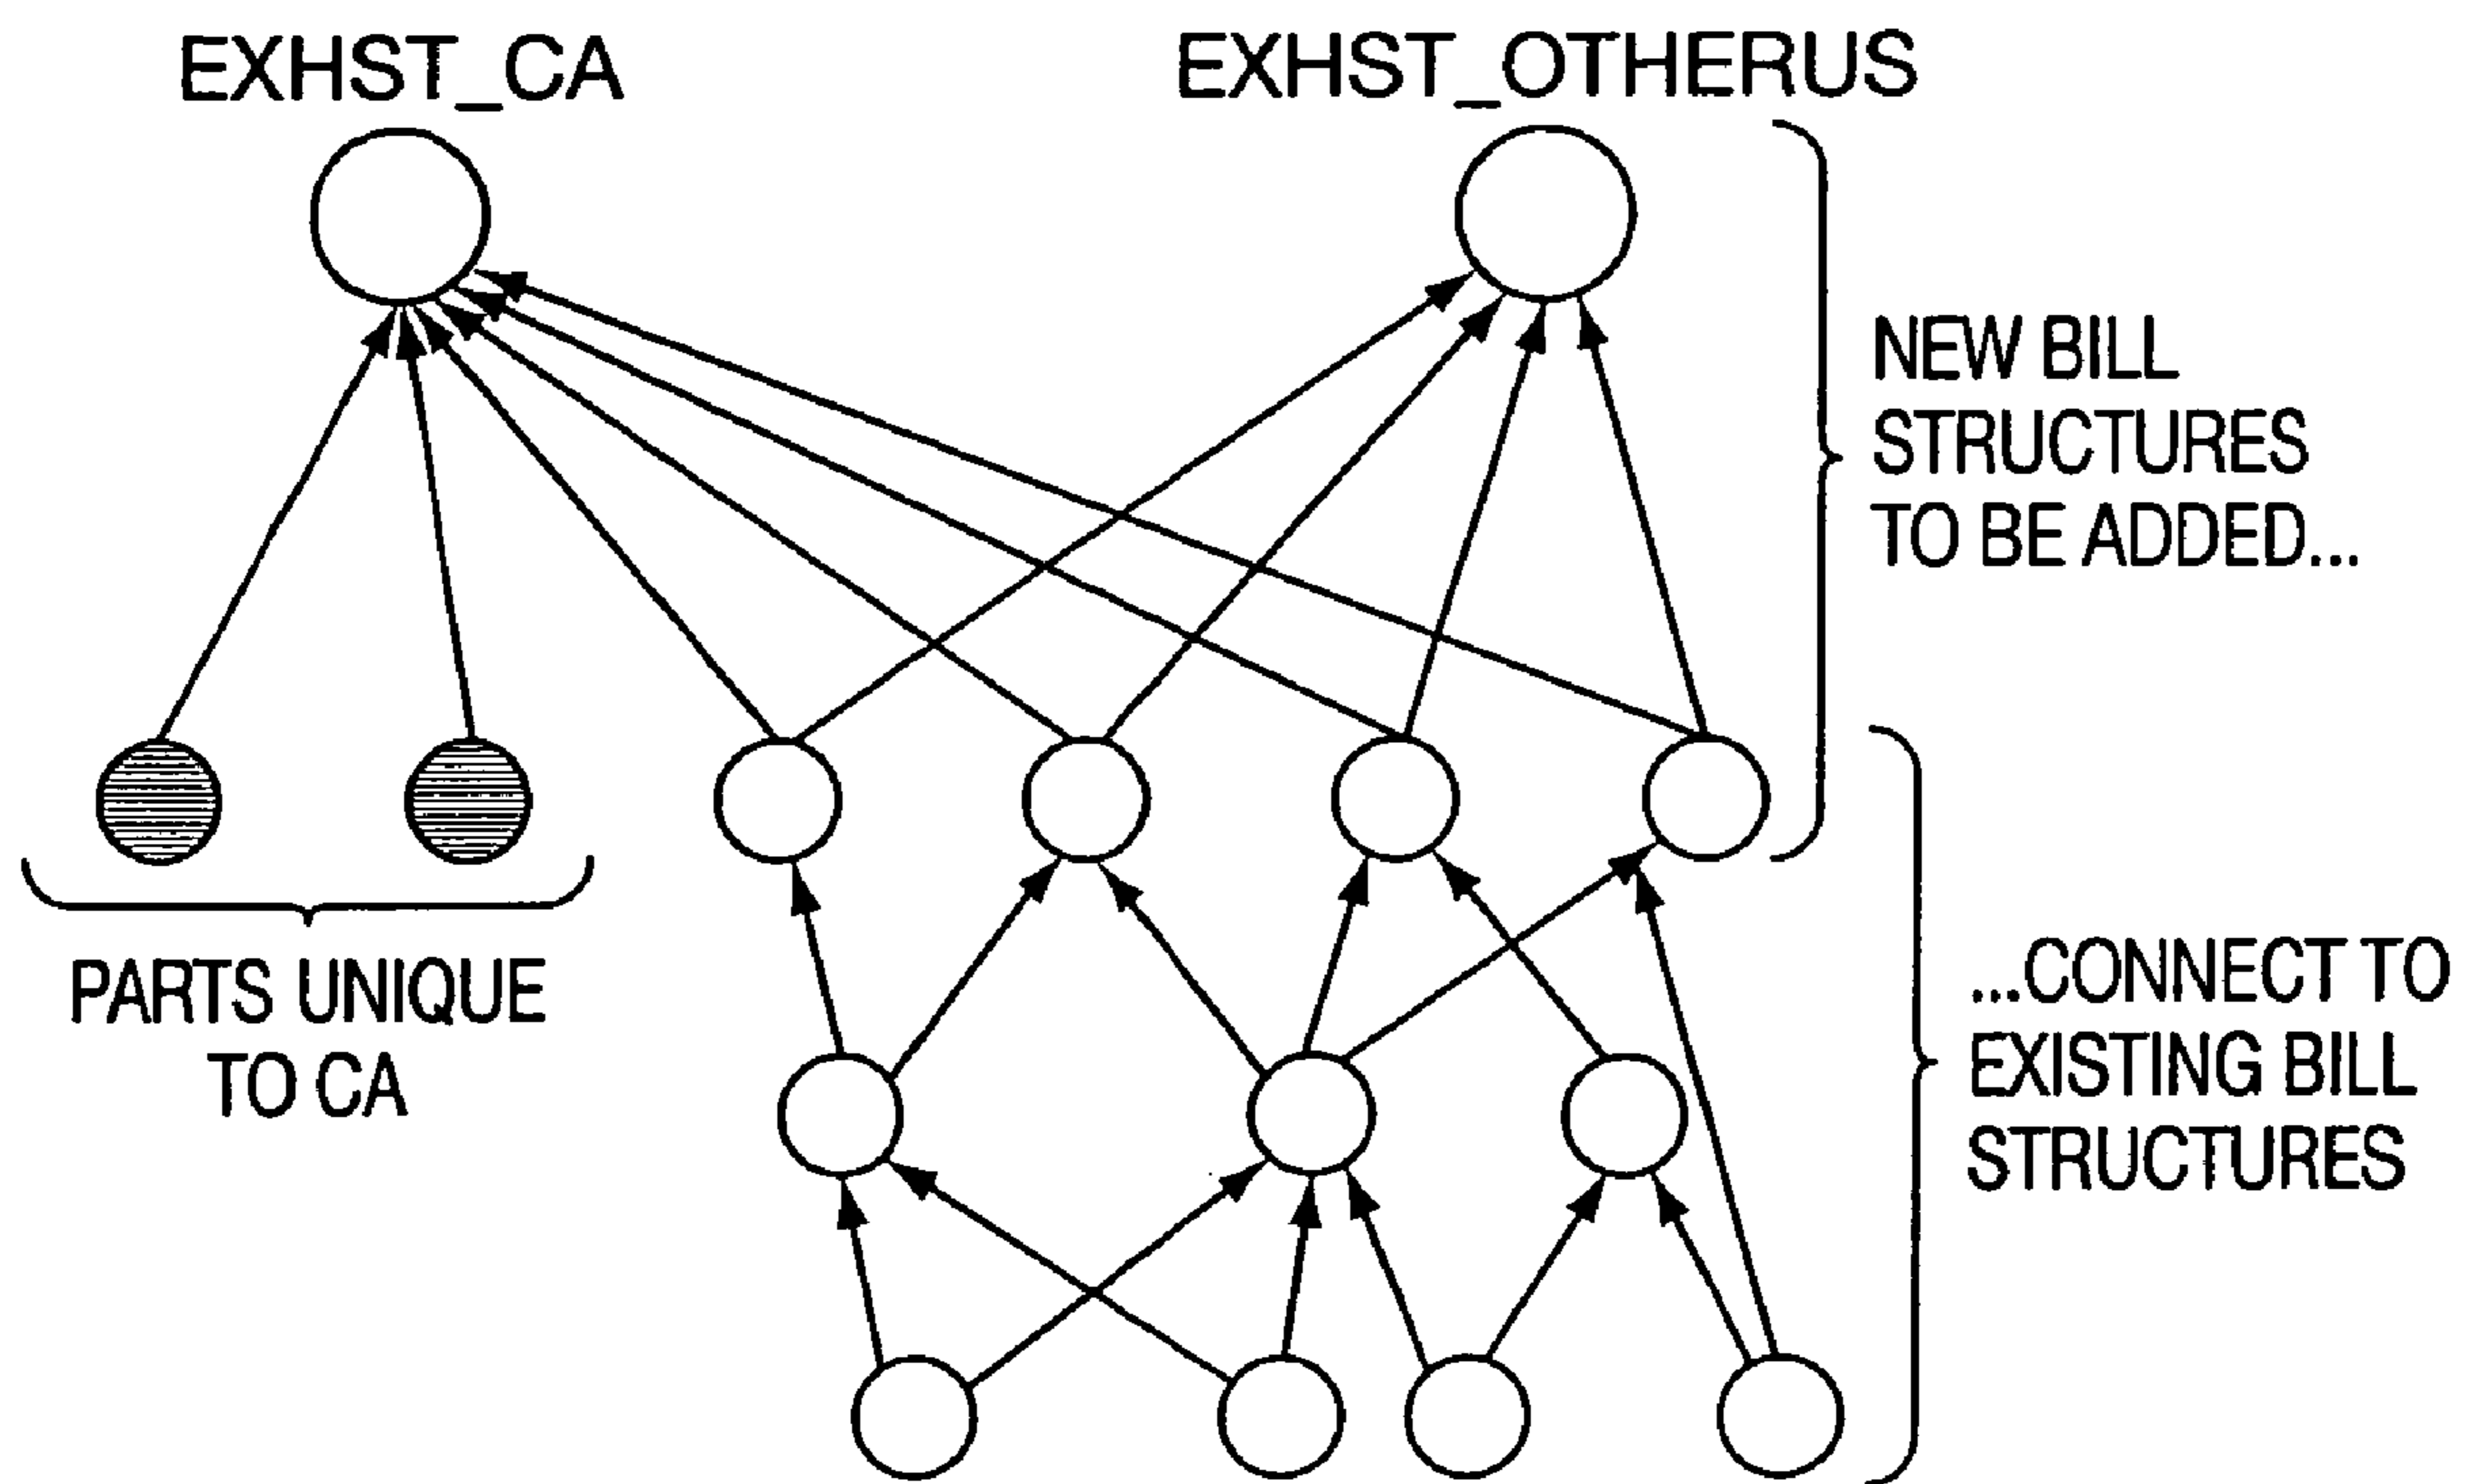 EXHST_CA
EXHST_OTHERUS
NEW BILL
STRUCTURES
TO BE ADDED...
PARTS UNIQUE
TO CA
...CONNECT TO
EXISTING BILL
STRUCTURES